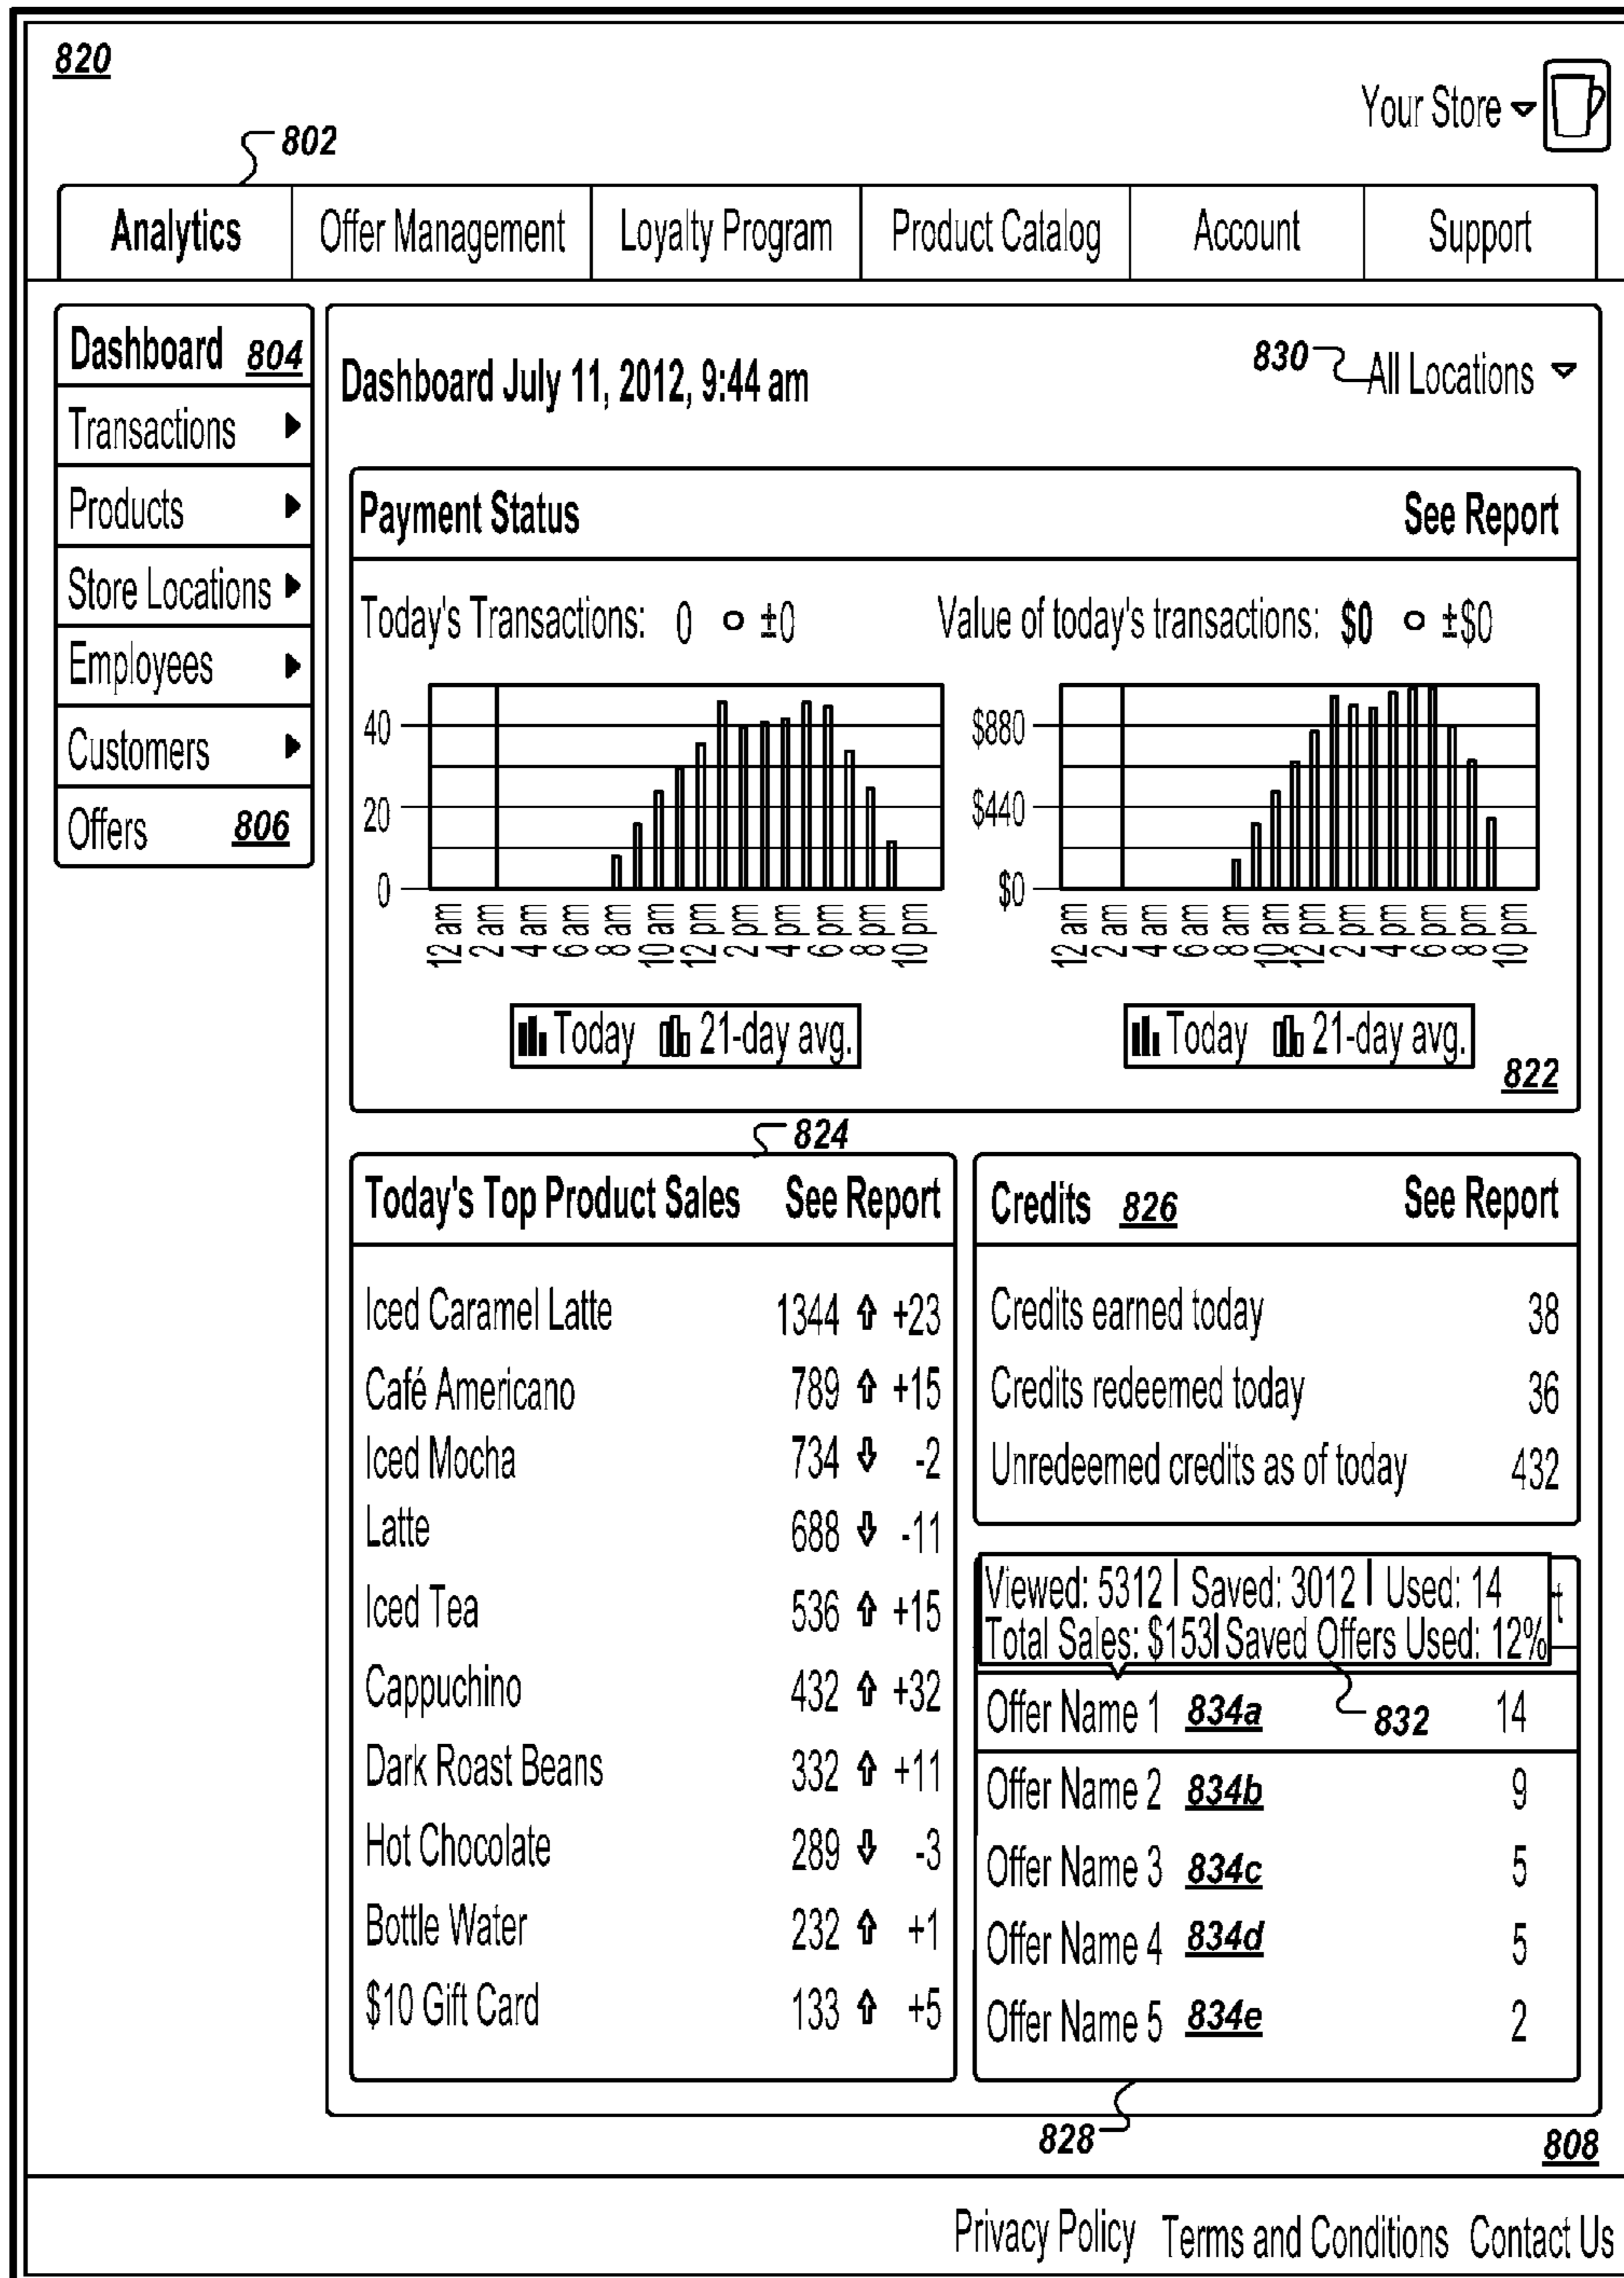 820
Your Store
802
Analytics Offer Management Loyalty Program Product Catalog Account Support
Dashboard 804
Transactions
Products
Store Locations
Employees
Customers
Offers 806
Dashboard July 11, 2012, 9:44 am
830 All Locations
Payment Status See Report
Today's Transactions: 0 ±0
Value of today's transactions: $0 ±$0
40
20
0
12 am 2 am 4 am 6 am 8 am 10 am 12 pm 2 pm 4 pm 6 pm 8 pm 10 pm
Today 21-day avg.
$880
$440
$0
12 am 2 am 4 am 6 am 8 am 10 am 12 pm 2 pm 4 pm 6 pm 8 pm 10 pm
Today 21-day avg.
822
824
Today's Top Product Sales See Report
Iced Caramel Latte 1344 +23
Café Americano 789 +15
Iced Mocha 734 -2
Latte 688 -11
Iced Tea 536 +15
Cappuchino 432 +32
Dark Roast Beans 332 +11
Hot Chocolate 289 -3
Bottle Water 232 +1
$10 Gift Card 133 +5
Credits 826 See Report
Credits earned today 38
Credits redeemed today 36
Unredeemed credits as of today 432
Viewed: 5312 | Saved: 3012 | Used: 14
Total Sales: $153| Saved Offers Used: 12%
t
Offer Name 1 834a 832 14
Offer Name 2 834b 9
Offer Name 3 834c 5
Offer Name 4 834d 5
Offer Name 5 834e 2
828
808
Privacy Policy Terms and Conditions Contact Us